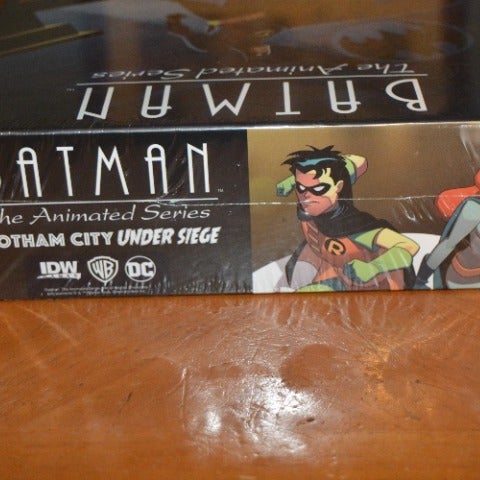 BATMAN
The Animated Series
ATMAN
he Animated Series
OTHAM CITY UNDER SIEGE
IDW
WB
DC
R